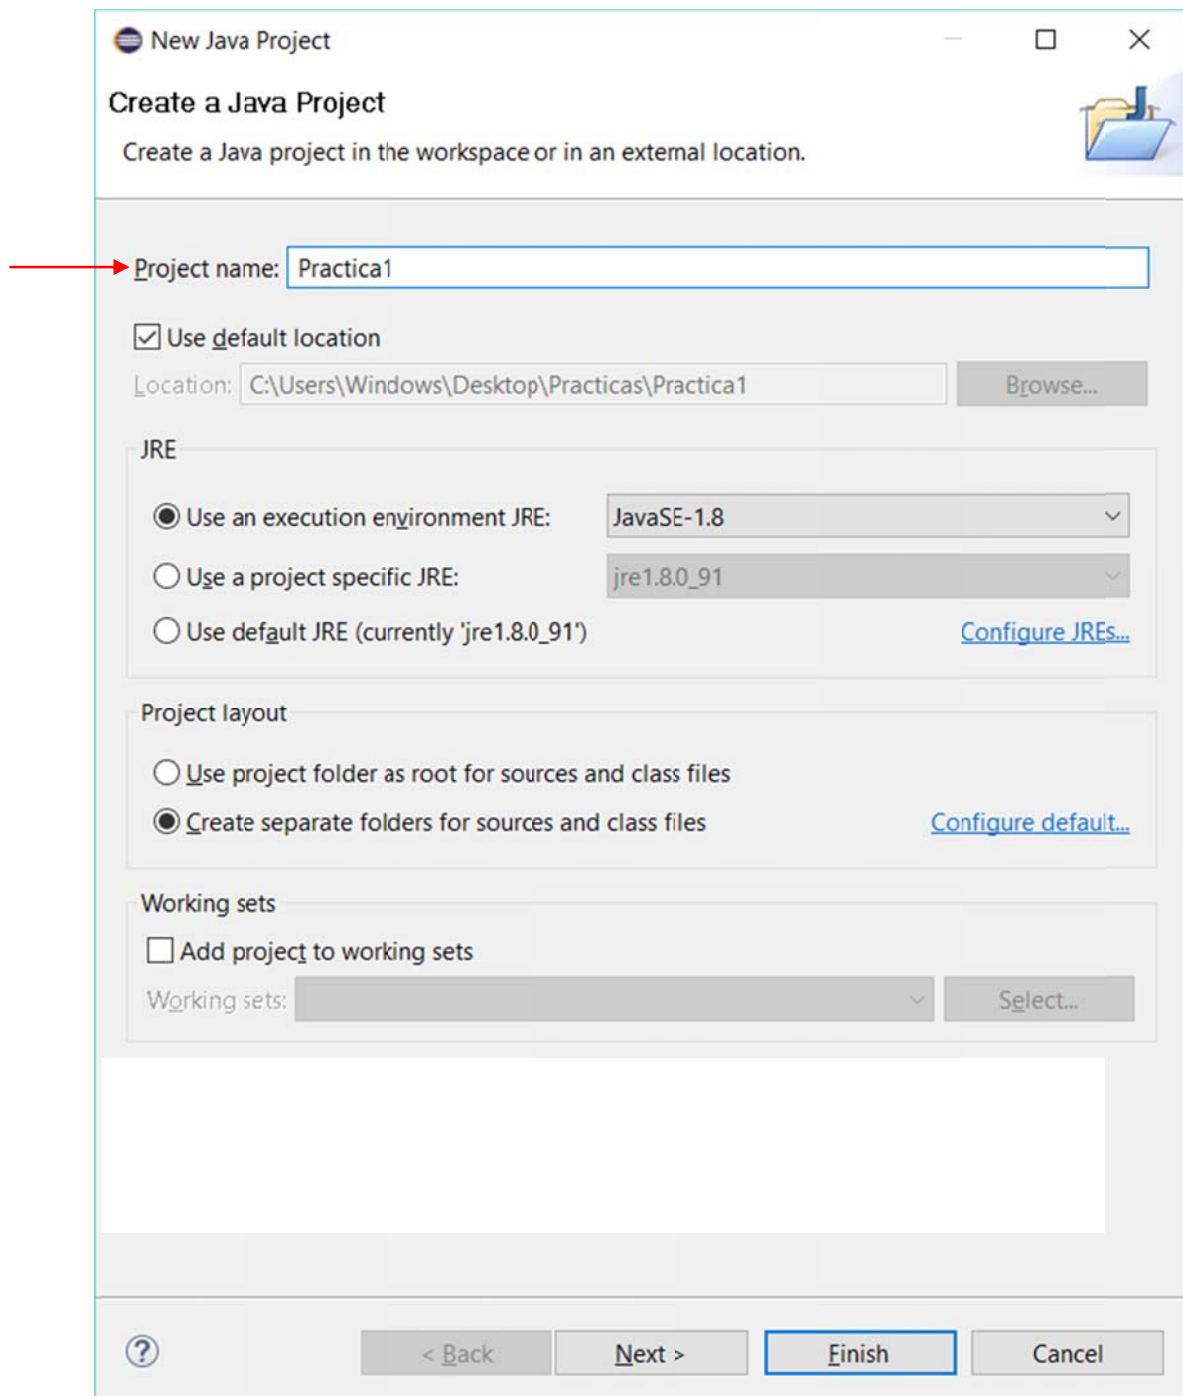 New Java Project
Create a Java Project
Create a Java project in the workspace or in an external location.
Project name: Practica1
Use default location
Location: C:\Users\Windows\Desktop\Practicas\Practica1 Browse...
JRE
Use an execution environment JRE: JavaSE-1.8
Use a project specific JRE: jre1.8.0_91
Use default JRE (currently 'jre1.8.0_91') Configure JREs...
Project layout
Use project folder as root for sources and class files
Create separate folders for sources and class files Configure default...
Working sets
Add project to working sets
Working sets: Select...
? < Back Next > Finish Cancel